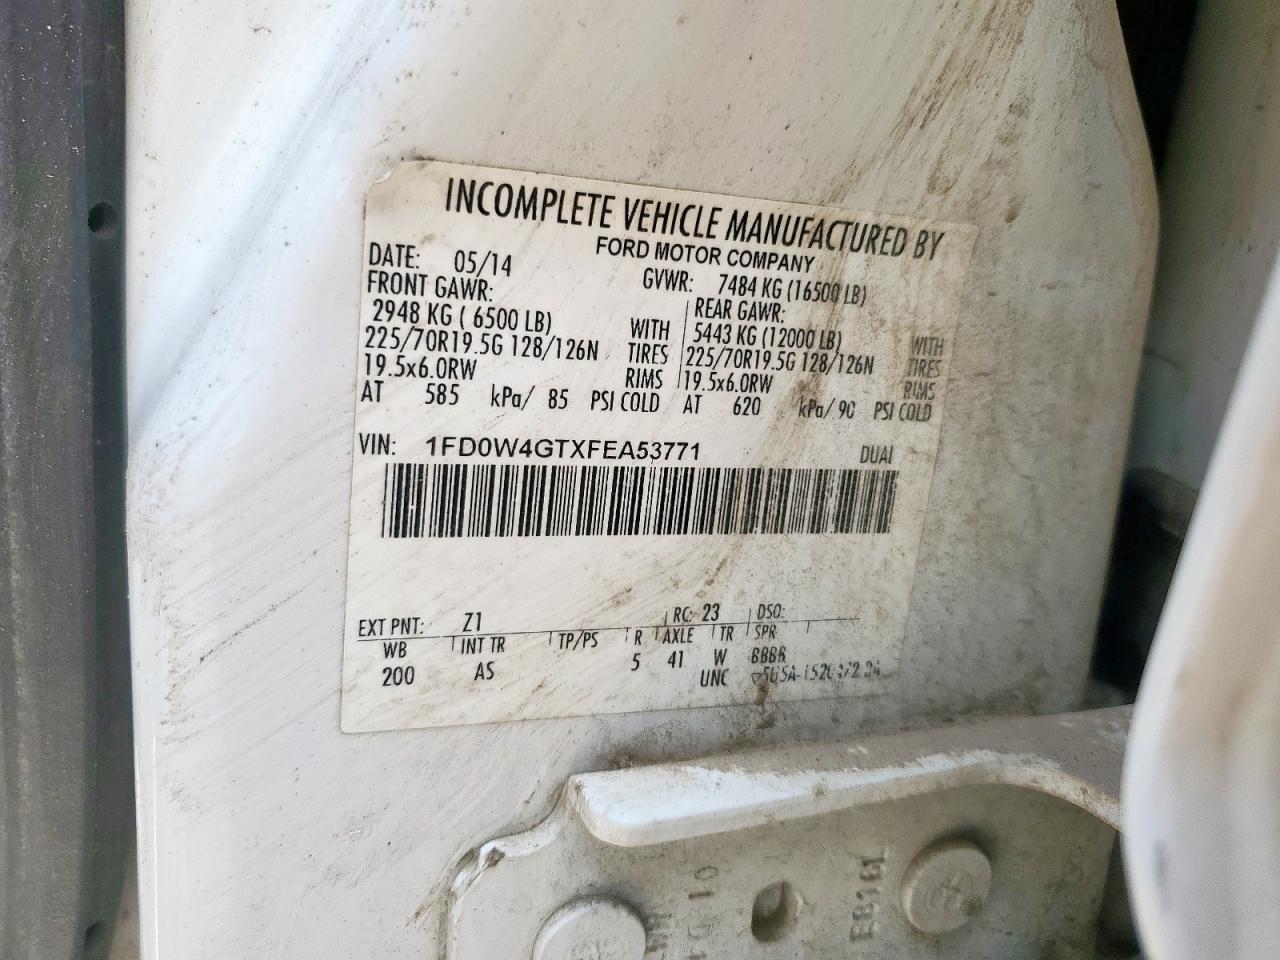 INCOMPLETE VEHICLE MANUFACTURED BY
FORD MOTOR COMPANY
DATE: 05/14 GVWR: 7484 KG (16500 LB)
FRONT GAWR: REAR GAWR:
2948 KG ( 6500 LB) WITH 5443 KG (12000 LB) WITH
225/70R19.5G 128/126N TIRES 225/70R19.5G 128/126N TIRES
19.5x6.0RW RIMS 19.5x6.0RW RIMS
AT 585 kPa/ 85 PSI COLD AT 620 kPa/ 90 PSI COLD
VIN: 1FD0W4GTXFEA53771 DUAL
EXT PNT: Z1 RC: 23 DSO:
WB INT TR TP/PS R AXLE TR SPR
200 AS 5 41 W BBBB
UNC